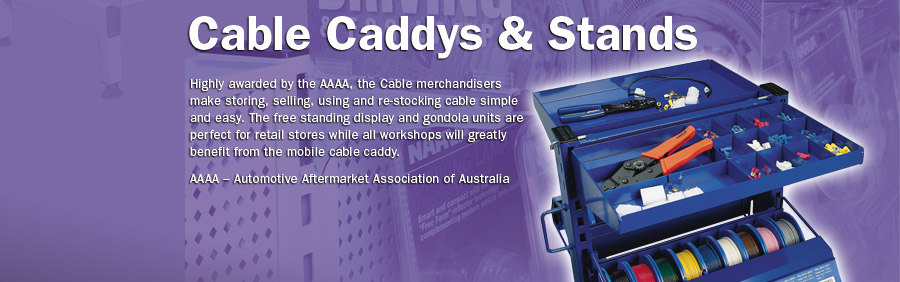 Cable Caddys & Stands
Highly awarded by the AAAA, the Cable merchandisers
make storing, selling, using and re-stocking cable simple
and easy. The free standing display and gondola units are
perfect for retail stores while all workshops will greatly
benefit from the mobile cable caddy.
AAAA – Automotive Aftermarket Association of Australia
DRIVING
NARVA